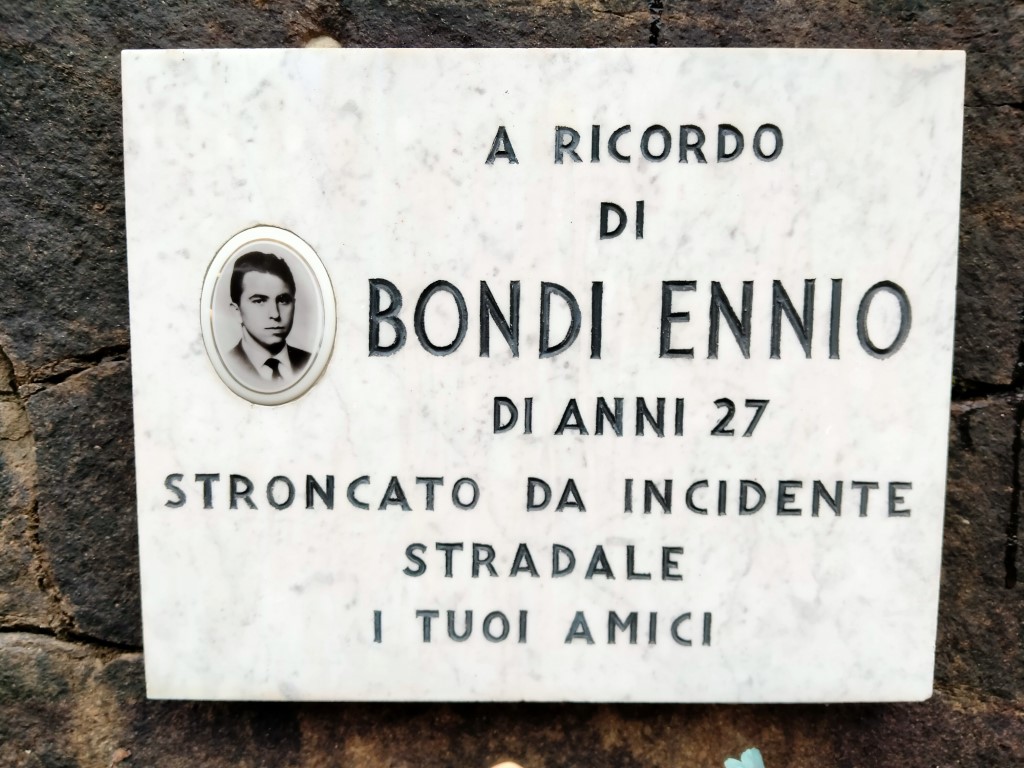 A RICORDO
DI
BONDI ENNIO
DI ANNI 27
STRONCATO DA INCIDENTE
STRADALE
I TUOI AMICI